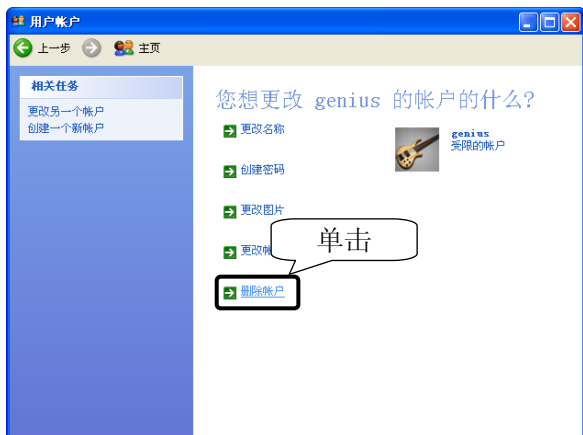 用户帐户
上一步 主页
相关任务
更改另一个帐户
创建一个新帐户
您想更改 genius 的帐户的什么?
更改名称
genius
受限的帐户
创建密码
更改图片
单击
更改帐
删除帐户